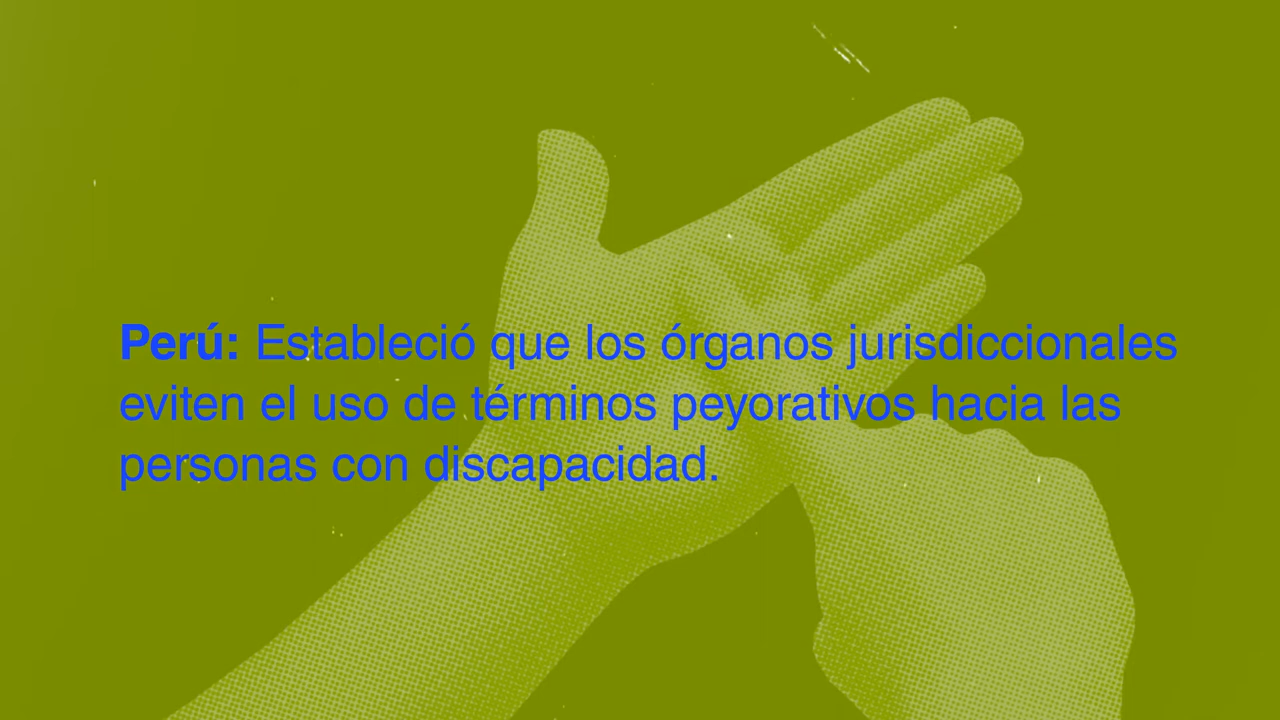 Perú: Estableció que los órganos jurisdiccionales
eviten el uso de términos peyorativos hacia las
personas con discapacidad.